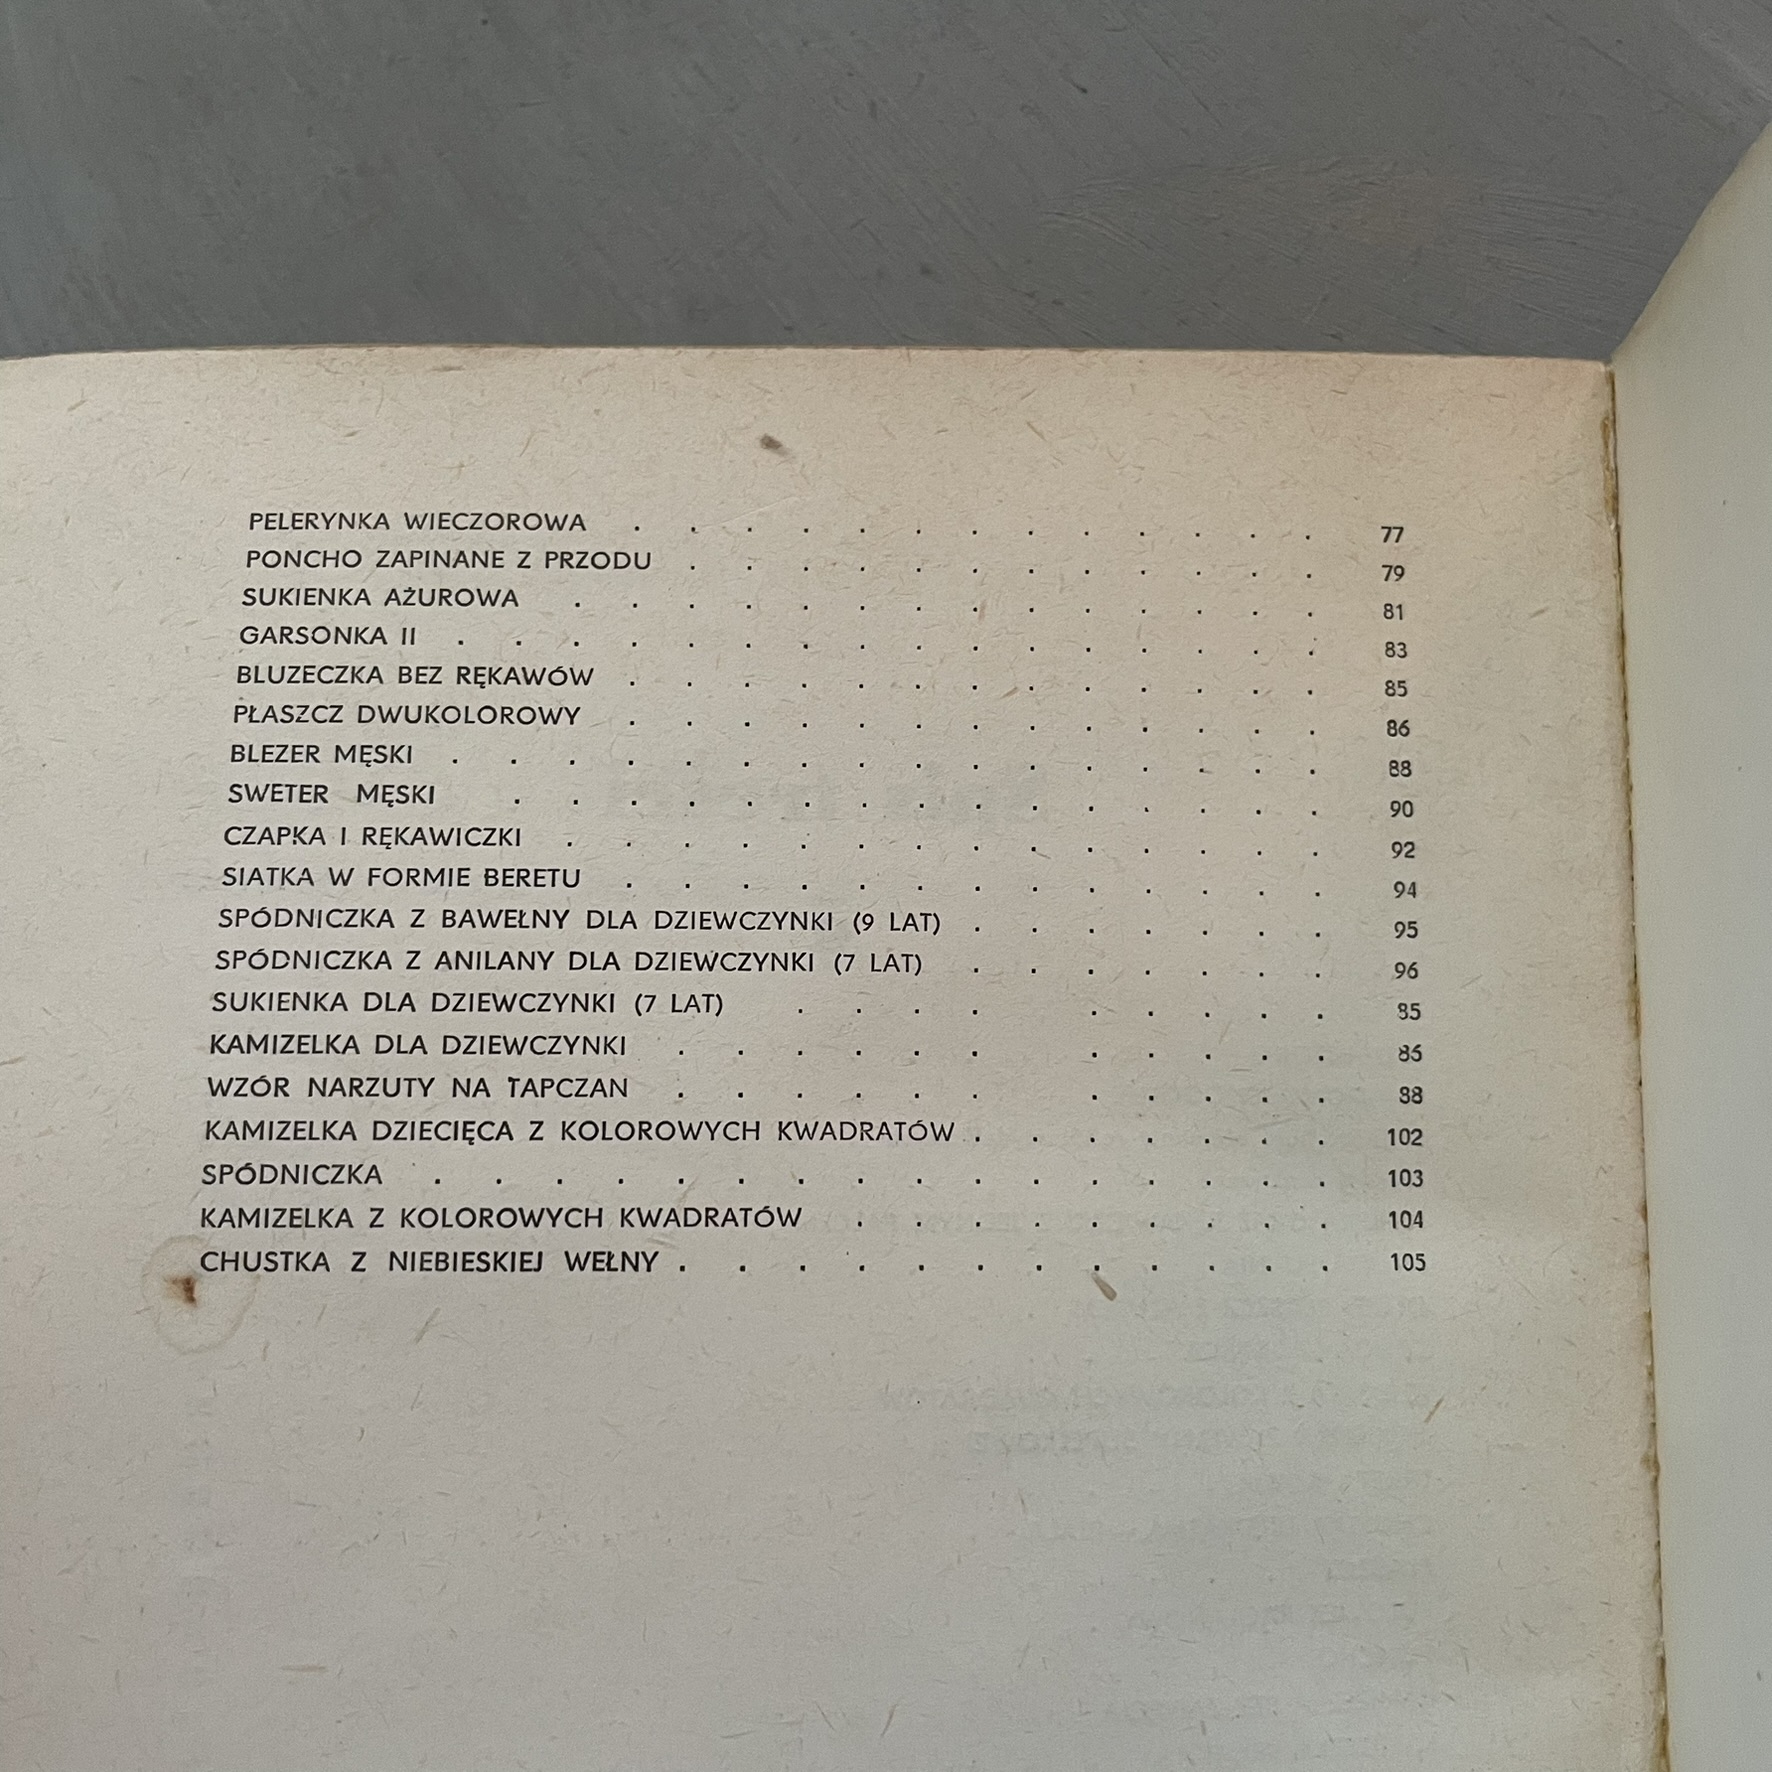 PELERYNKA WIECZOROWA . . . . . . . . . . . . . 77
PONCHO ZAPINANE Z PRZODU . . . . . . . . . . . . 79
SUKIENKA AŻUROWA . . . . . . . . . . . . . . 81
GARSONKA II . . . . . . . . . . . . . . . . 83
BLUZECZKA BEZ RĘKAWÓW . . . . . . . . . . . . . 85
PŁASZCZ DWUKOLOROWY . . . . . . . . . . . . . 86
BLEZER MĘSKI . . . . . . . . . . . . . . . . 88
SWETER MĘSKI . . . . . . . . . . . . . . . 90
CZAPKA I RĘKAWICZKI . . . . . . . . . . . . . . 92
SIATKA W FORMIE BERETU . . . . . . . . . . . . . 94
SPÓDNICZKA Z BAWEŁNY DLA DZIEWCZYNKI (9 LAT) . . . . . . . 95
SPÓDNICZKA Z ANILANY DLA DZIEWCZYNKI (7 LAT) . . . . . . . 96
SUKIENKA DLA DZIEWCZYNKI (7 LAT) . . . . . . . . . 85
KAMIZELKA DLA DZIEWCZYNKI . . . . . . . . . . . 86
WZÓR NARZUTY NA TAPCZAN . . . . . . . . . . . 88
KAMIZELKA DZIECIĘCA Z KOLOROWYCH KWADRATÓW . . . . . . . 102
SPÓDNICZKA . . . . . . . . . . . . . . . . 103
KAMIZELKA Z KOLOROWYCH KWADRATÓW . . . . . . . . . 104
CHUSTKA Z NIEBIESKIEJ WEŁNY . . . . . . . . . . . . 105